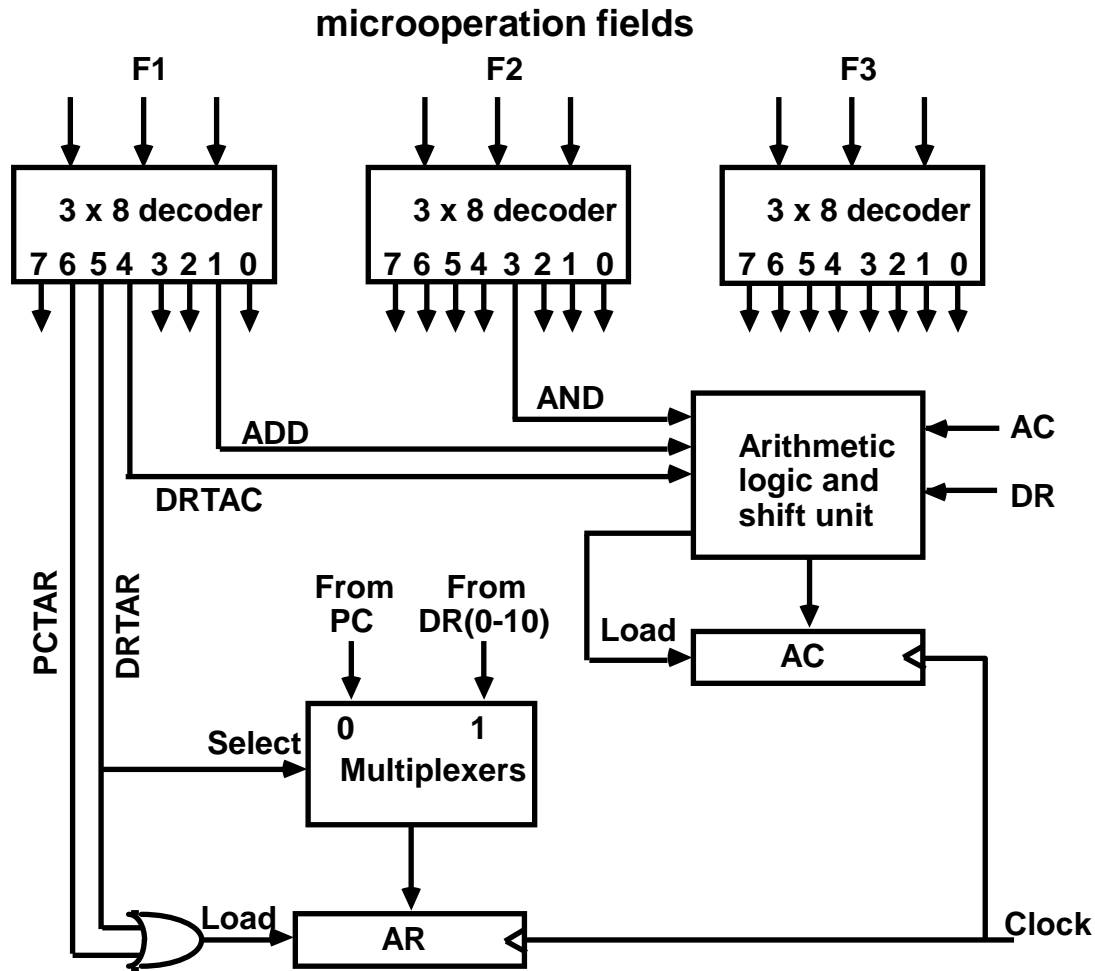 microoperation fields
F1
F2
F3
3 x 8 decoder
7 6 5 4 3 2 1 0
3 x 8 decoder
7 6 5 4 3 2 1 0
3 x 8 decoder
7 6 5 4 3 2 1 0
AND
ADD
DRTAC
Arithmetic
logic and
shift unit
AC
DR
PCTAR
DRTAR
From
PC
From
DR(0-10)
Load
AC
0 1
Select
Multiplexers
Load
AR
Clock